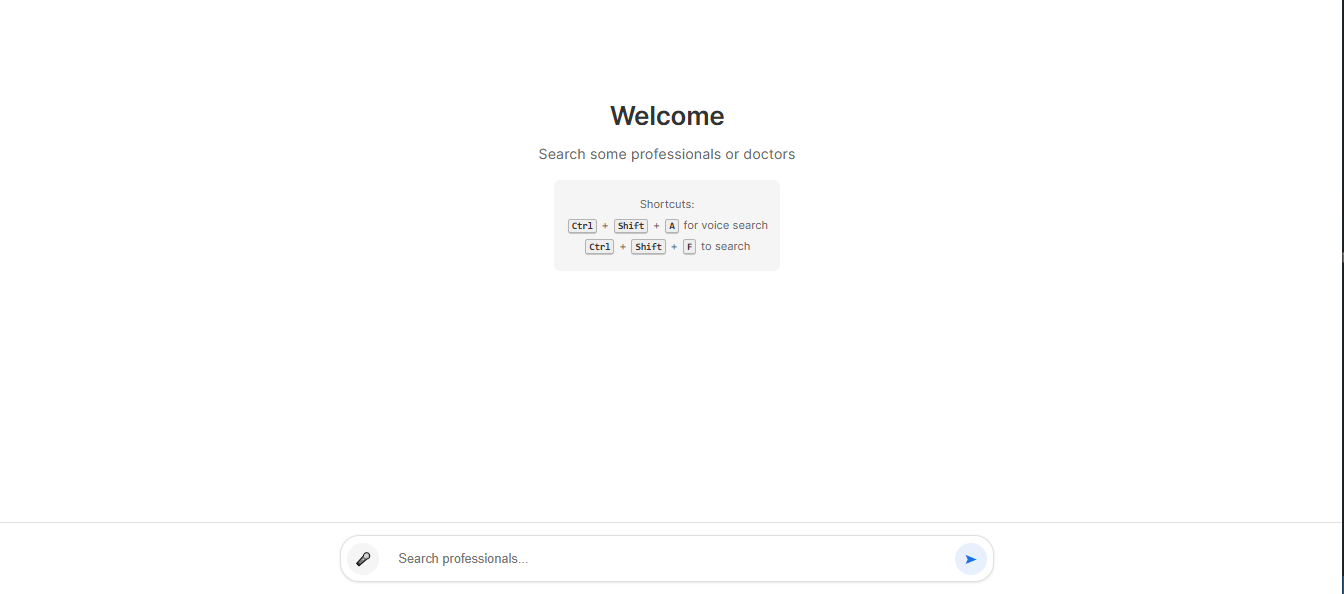 Welcome
Search some professionals or doctors
Shortcuts:
Ctrl + Shift + A for voice search
Ctrl + Shift + F to search
Search professionals...